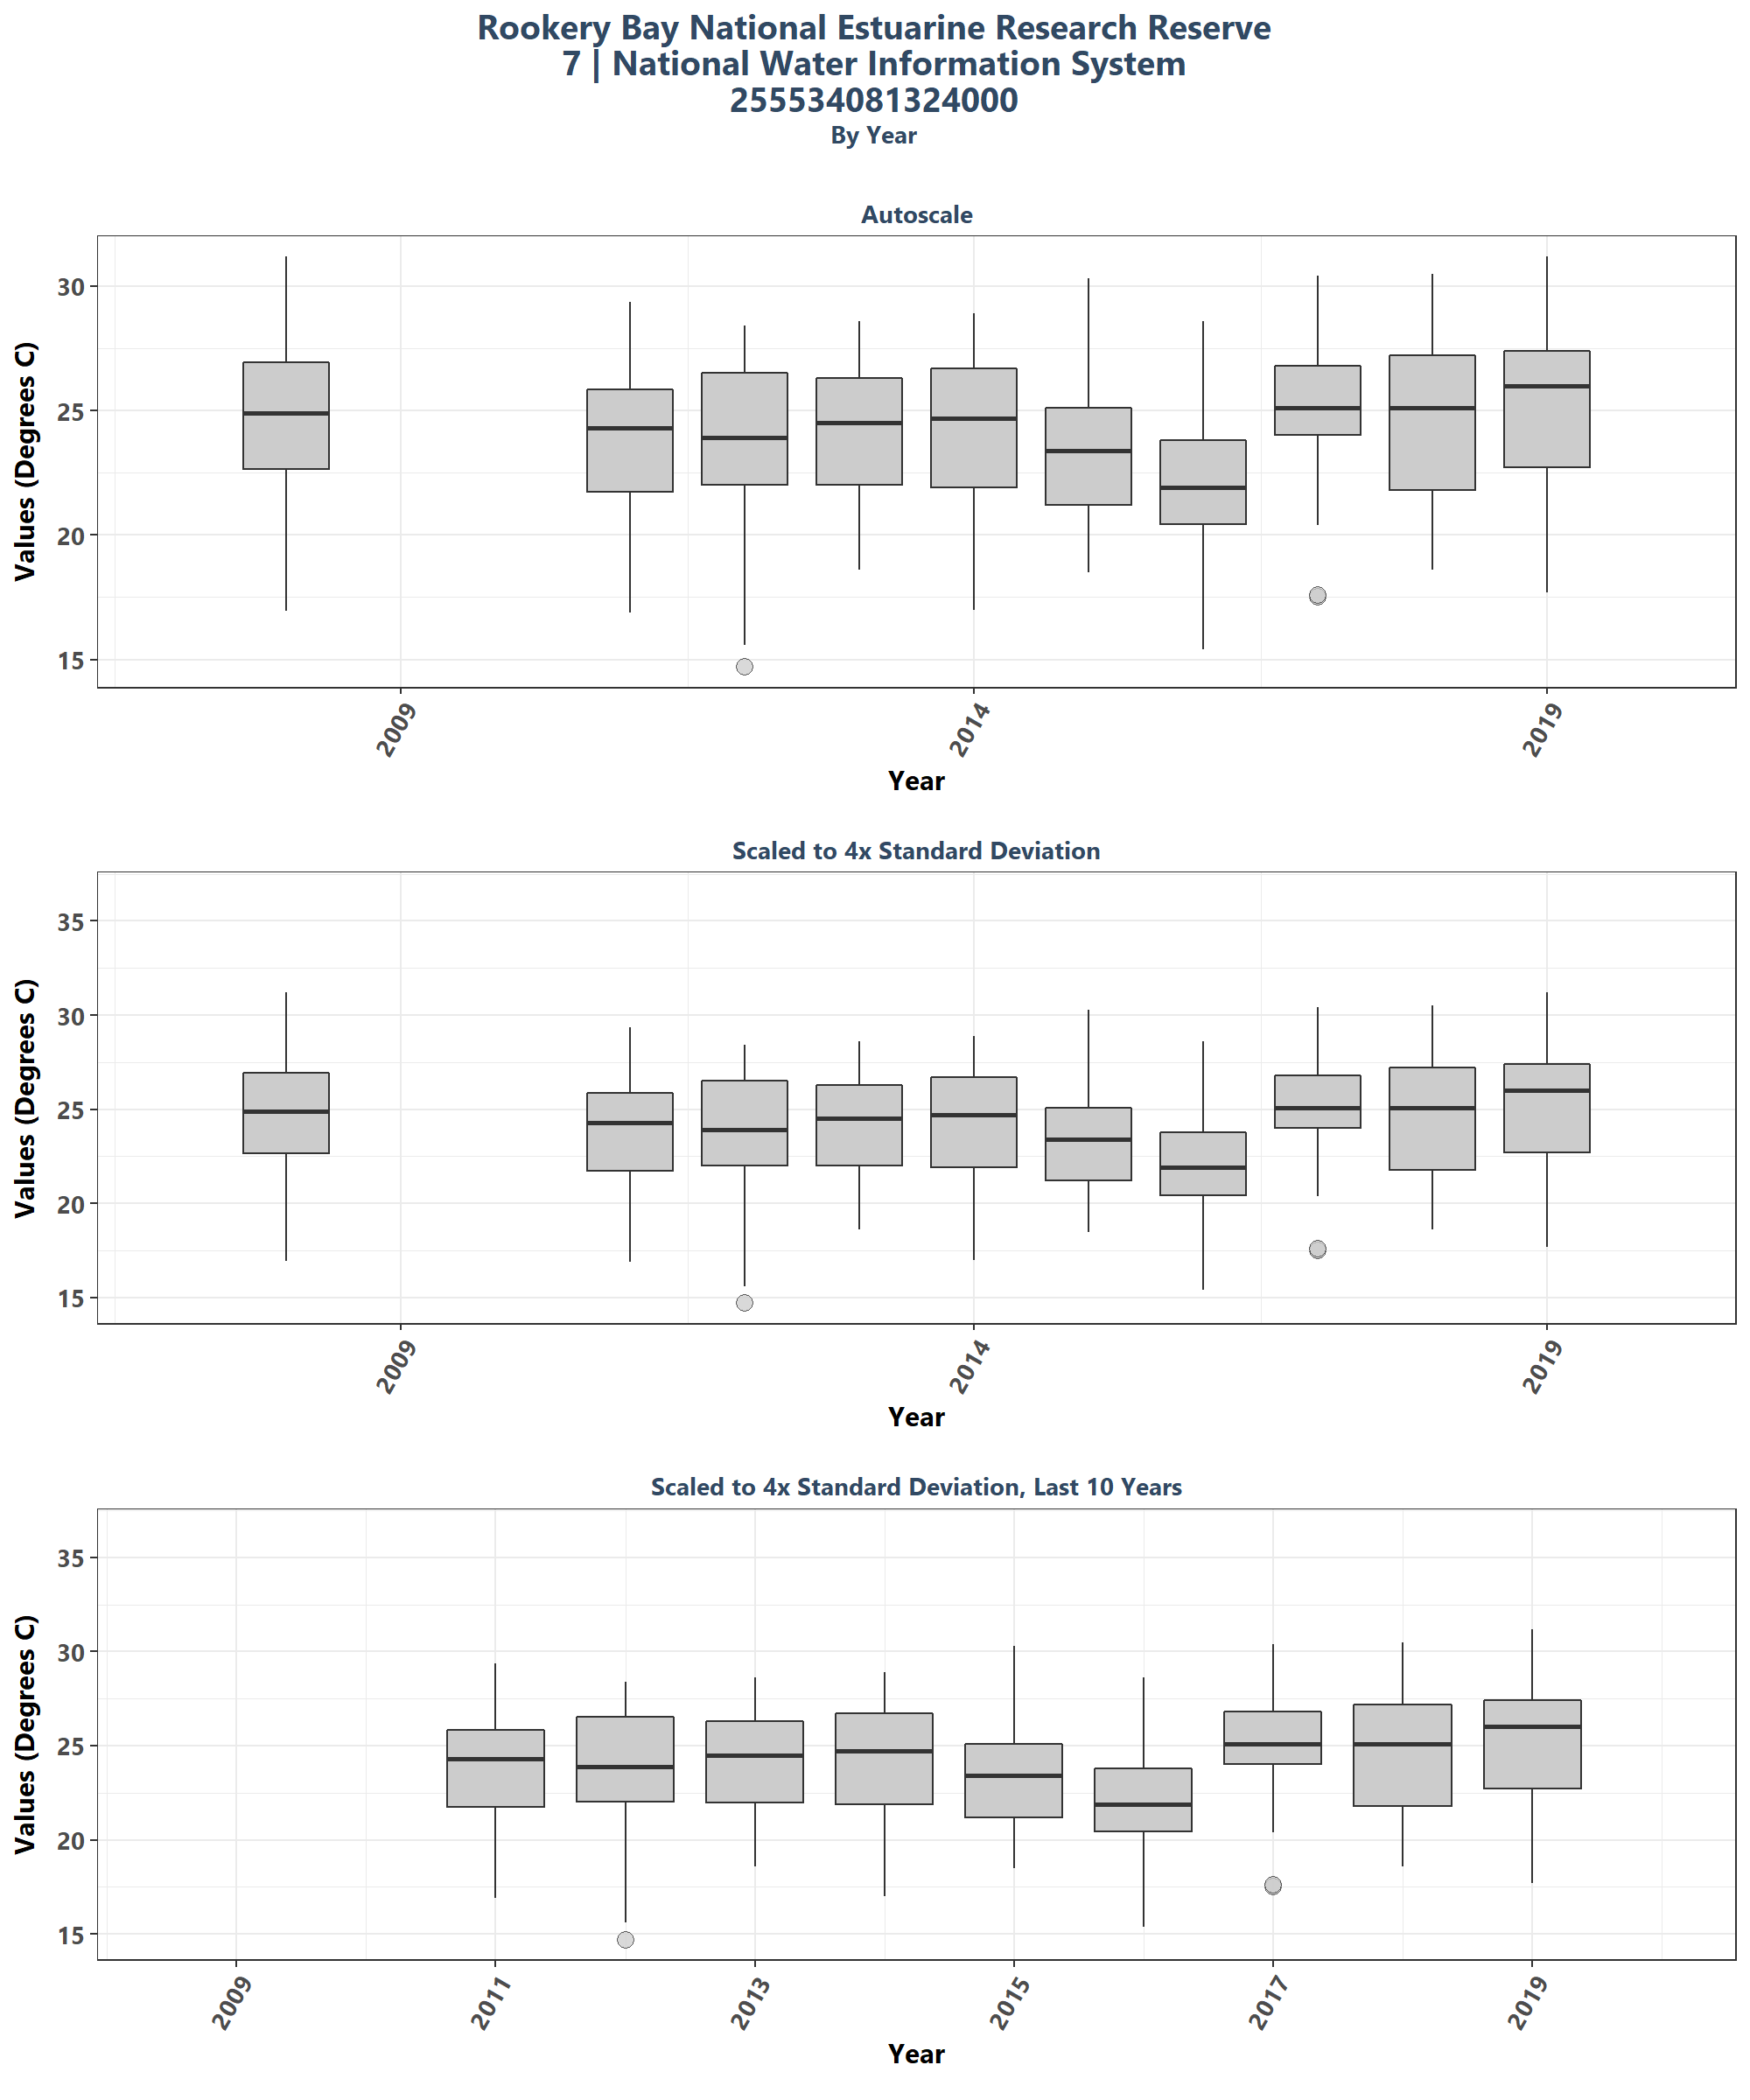 Rookery Bay National Estuarine Research Reserve
7 | National Water Information System
255534081324000
By Year
Autoscale
Values (Degrees C)
30
25
20
15
2009
2014
2019
Year
Scaled to 4x Standard Deviation
Values (Degrees C)
35
30
25
20
15
2009
2014
2019
Year
Scaled to 4x Standard Deviation, Last 10 Years
Values (Degrees C)
35
30
25
20
15
2009
2011
2013
2015
2017
2019
Year